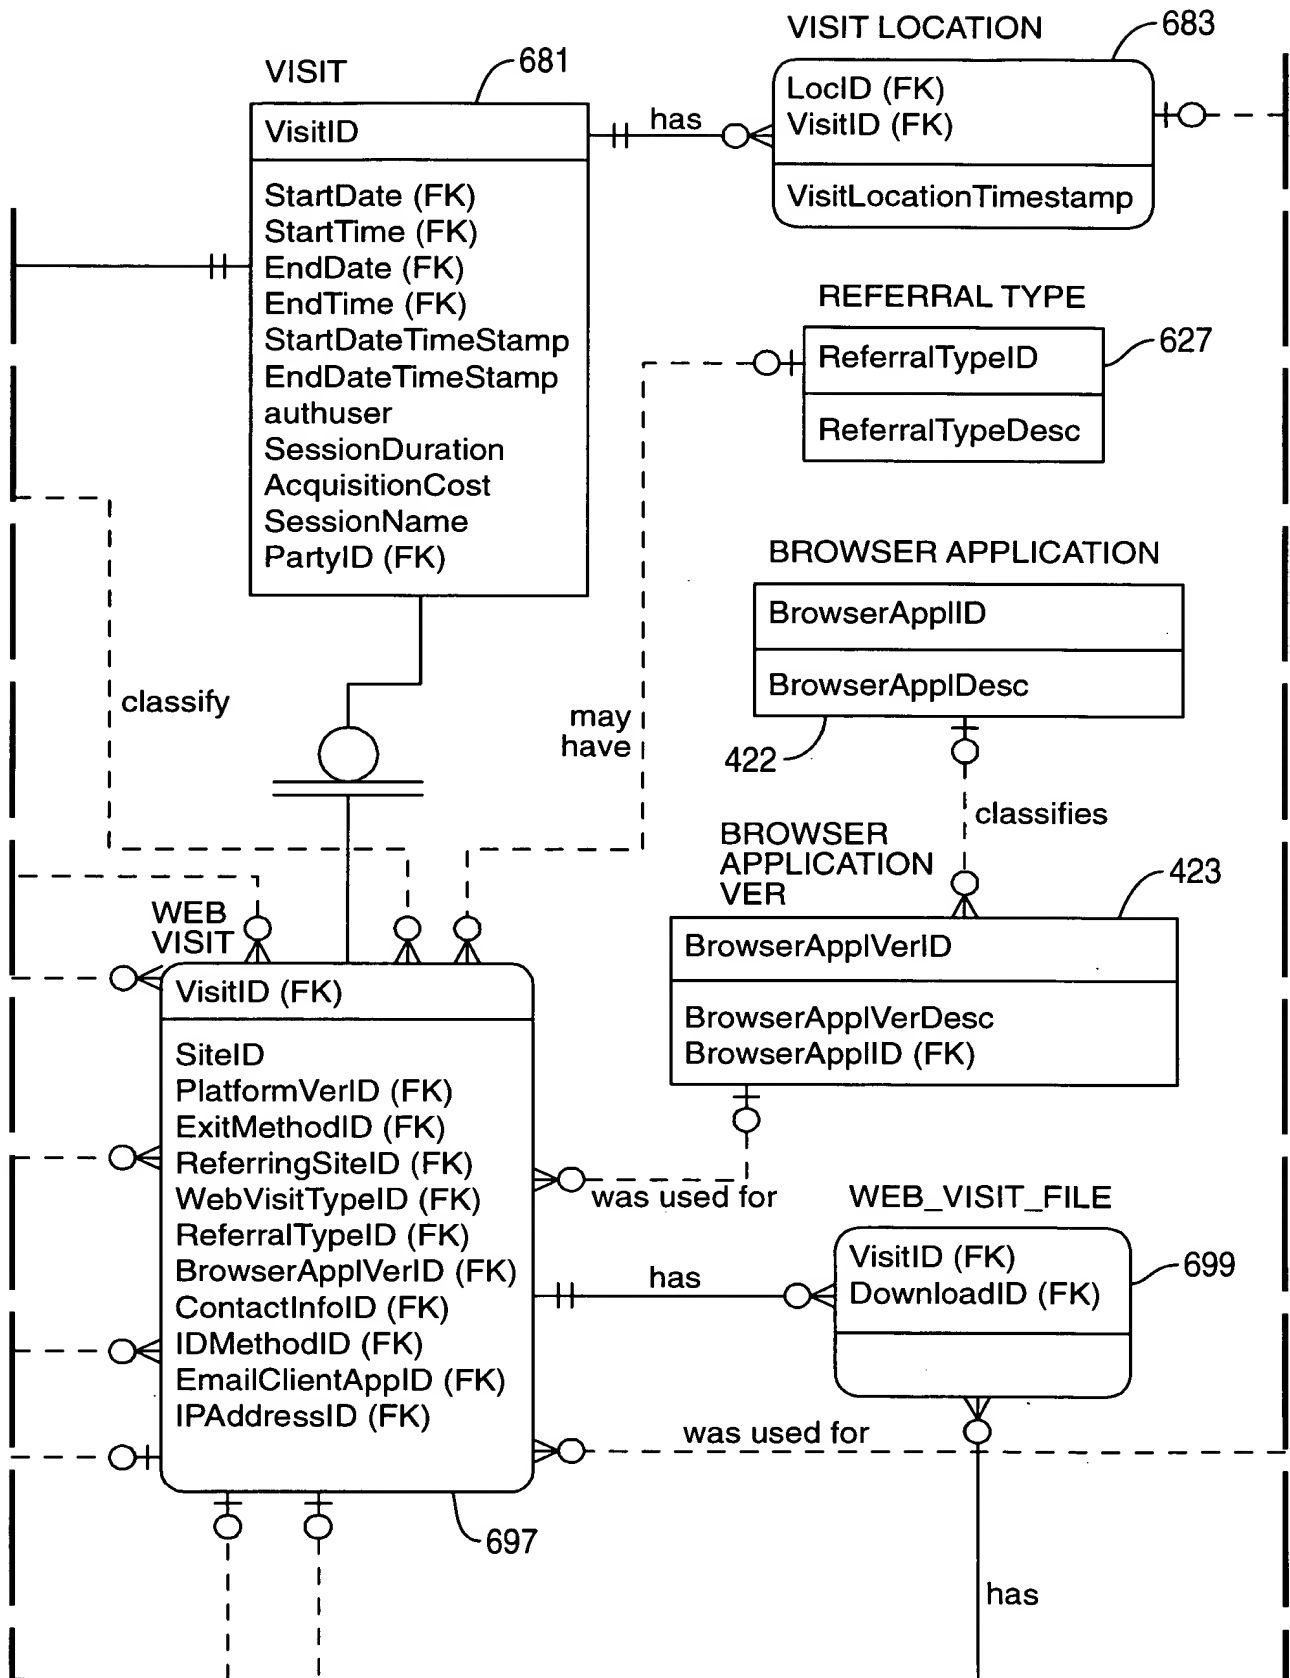 VISIT
681
VisitID
StartDate (FK)
StartTime (FK)
EndDate (FK)
EndTime (FK)
StartDateTimeStamp
EndDateTimeStamp
authuser
SessionDuration
AcquisitionCost
SessionName
PartyID (FK)
has
VISIT LOCATION
683
LocID (FK)
VisitID (FK)
VisitLocationTimestamp
REFERRAL TYPE
627
ReferralTypeID
ReferralTypeDesc
BROWSER APPLICATION
BrowserApplID
BrowserApplDesc
422
classify
may
have
classifies
BROWSER
APPLICATION
VER
423
BrowserApplVerID
BrowserApplVerDesc
BrowserApplID (FK)
WEB
VISIT
VisitID (FK)
SiteID
PlatformVerID (FK)
ExitMethodID (FK)
ReferringSiteID (FK)
WebVisitTypeID (FK)
ReferralTypeID (FK)
BrowserApplVerID (FK)
ContactInfoID (FK)
IDMethodID (FK)
EmailClientAppID (FK)
IPAddressID (FK)
697
was used for
has
WEB_VISIT_FILE
699
VisitID (FK)
DownloadID (FK)
was used for
has